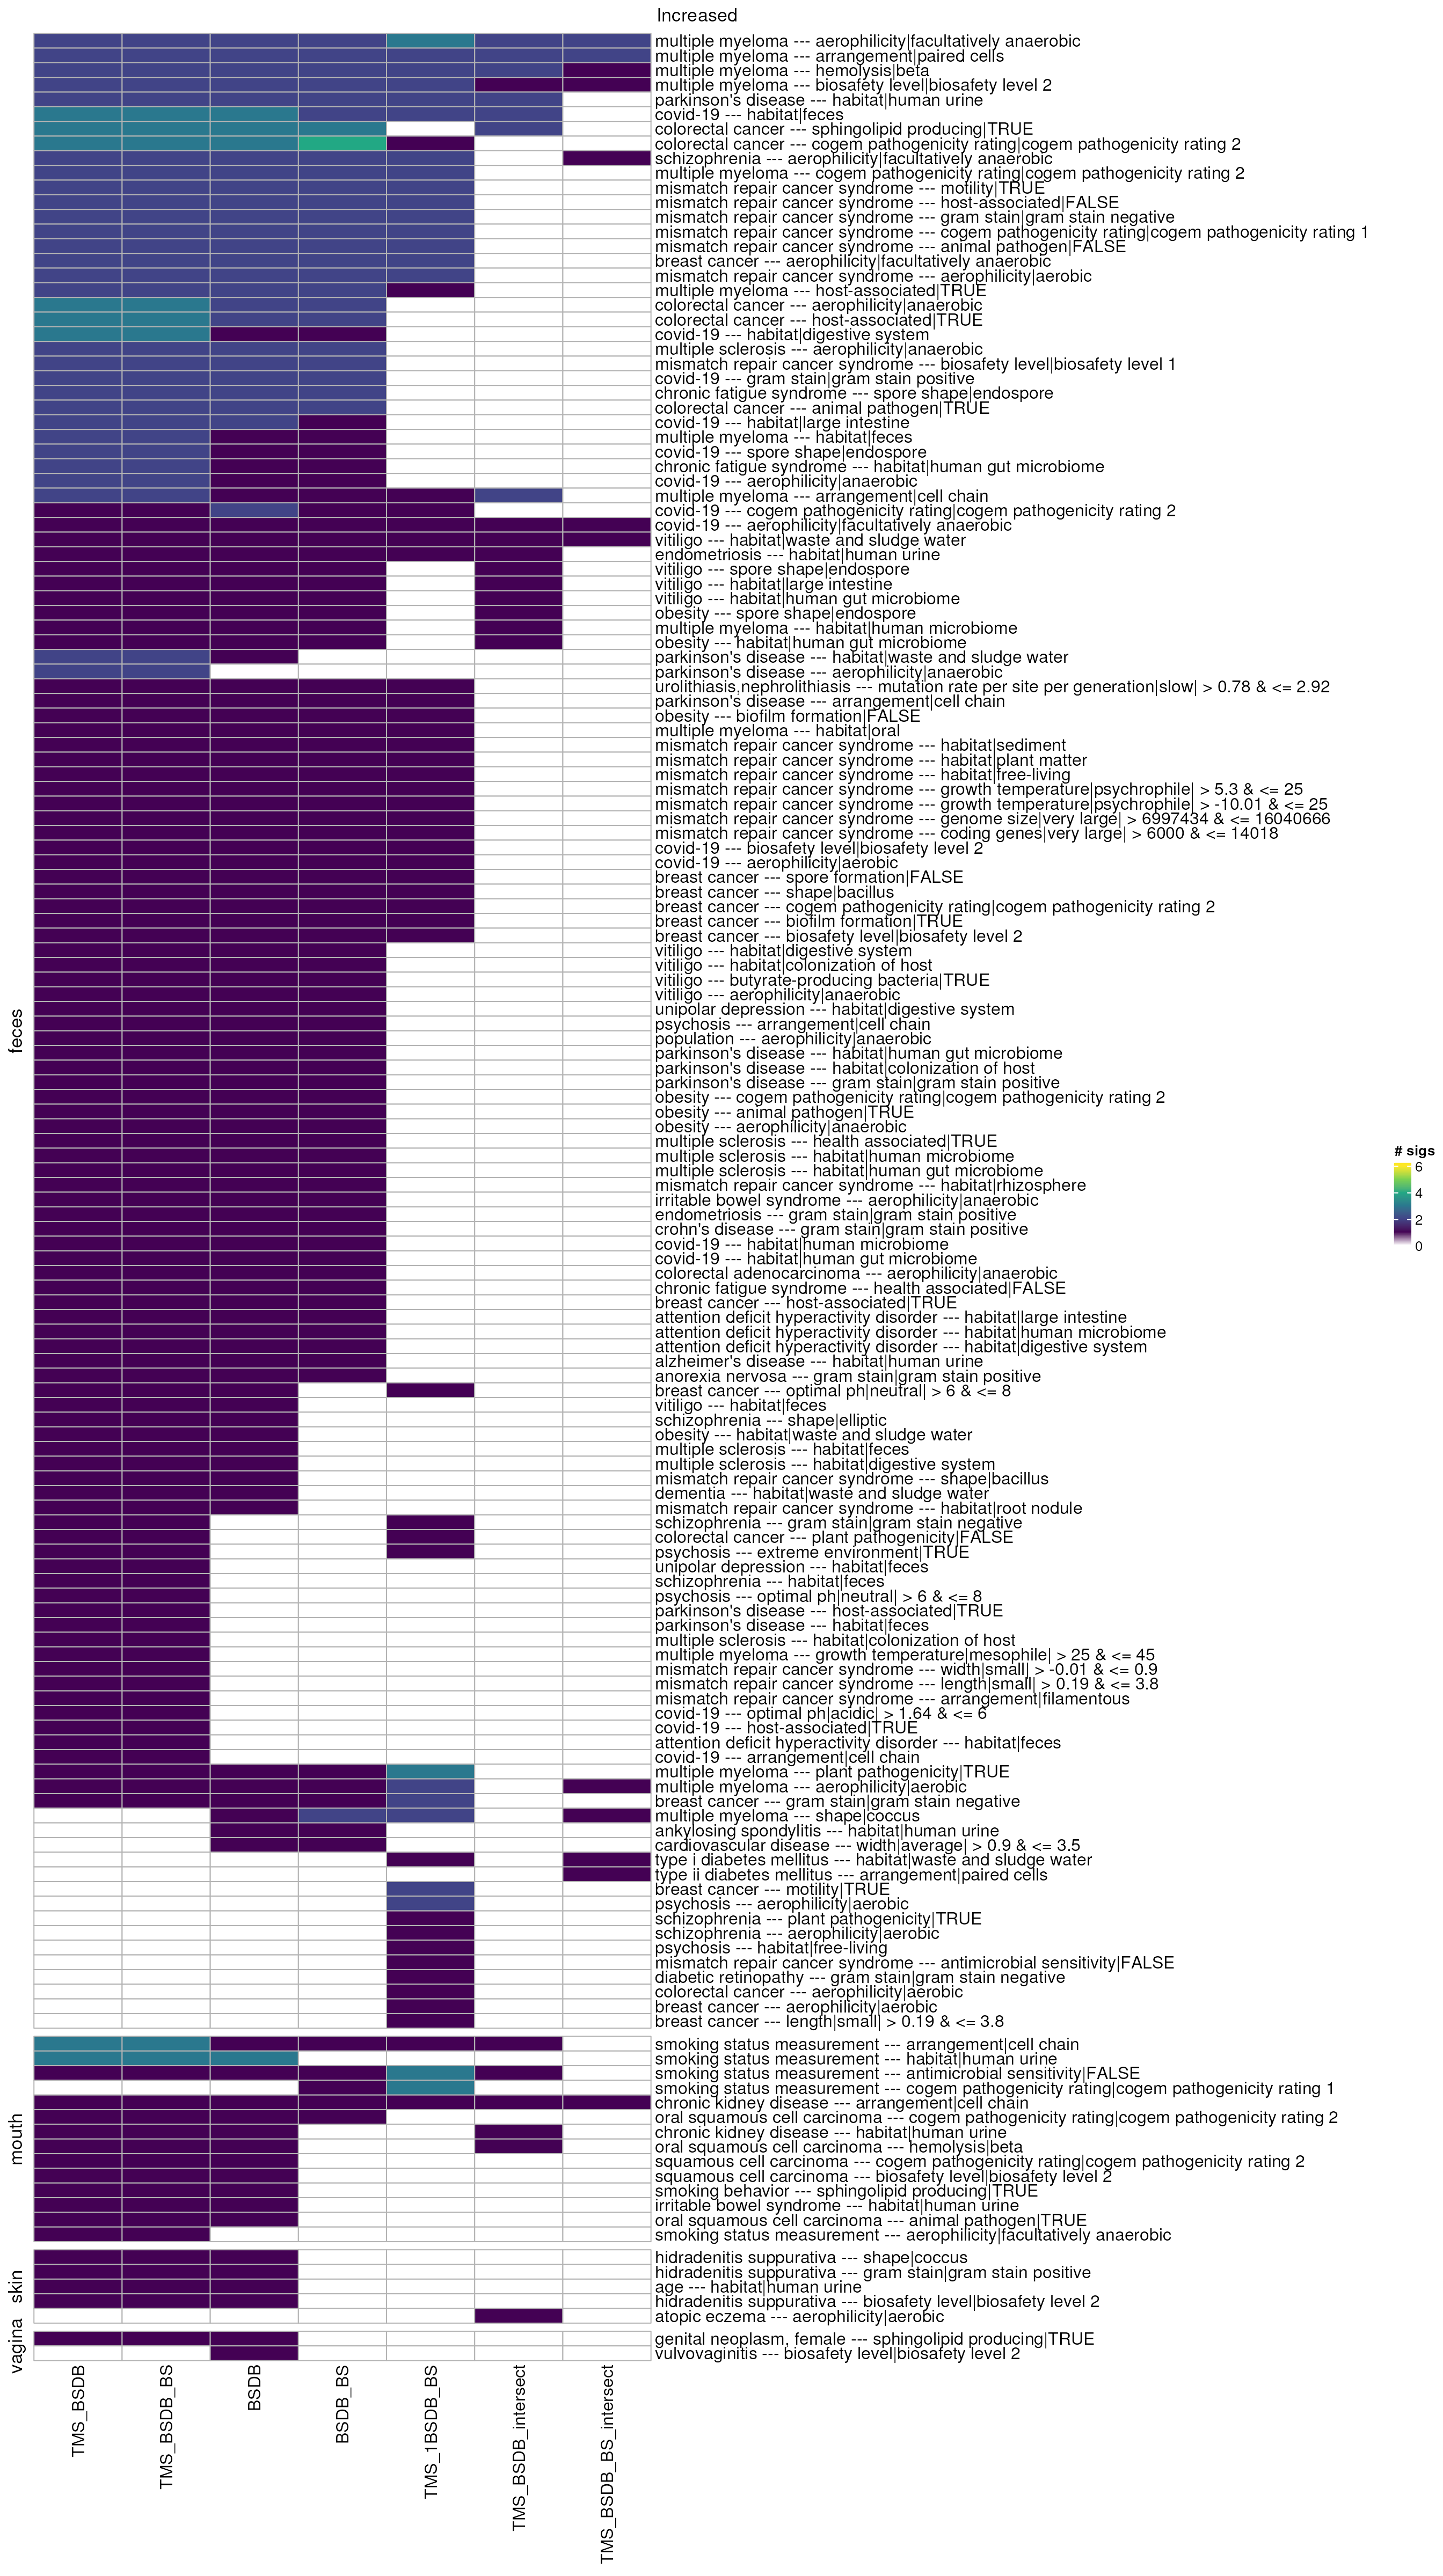 Increased
multiple myeloma --- aerophilicity|facultatively anaerobic
multiple myeloma --- arrangement|paired cells
multiple myeloma --- hemolysis|beta
multiple myeloma --- biosafety level|biosafety level 2
parkinson's disease --- habitat|human urine
covid-19 --- habitat|feces
colorectal cancer --- sphingolipid producing|TRUE
colorectal cancer --- cogem pathogenicity rating|cogem pathogenicity rating 2
schizophrenia --- aerophilicity|facultatively anaerobic
multiple myeloma --- cogem pathogenicity rating|cogem pathogenicity rating 2
mismatch repair cancer syndrome --- motility|TRUE
mismatch repair cancer syndrome --- host-associated|FALSE
mismatch repair cancer syndrome --- gram stain|gram stain negative
mismatch repair cancer syndrome --- cogem pathogenicity rating|cogem pathogenicity rating 1
mismatch repair cancer syndrome --- animal pathogen|FALSE
breast cancer --- aerophilicity|facultatively anaerobic
mismatch repair cancer syndrome --- aerophilicity|aerobic
multiple myeloma --- host-associated|TRUE
colorectal cancer --- aerophilicity|anaerobic
colorectal cancer --- host-associated|TRUE
covid-19 --- habitat|digestive system
multiple sclerosis --- aerophilicity|anaerobic
mismatch repair cancer syndrome --- biosafety level|biosafety level 1
covid-19 --- gram stain|gram stain positive
chronic fatigue syndrome --- spore shape|endospore
colorectal cancer --- animal pathogen|TRUE
covid-19 --- habitat|large intestine
multiple myeloma --- habitat|feces
covid-19 --- spore shape|endospore
chronic fatigue syndrome --- habitat|human gut microbiome
covid-19 --- aerophilicity|anaerobic
multiple myeloma --- arrangement|cell chain
covid-19 --- cogem pathogenicity rating|cogem pathogenicity rating 2
covid-19 --- aerophilicity|facultatively anaerobic
vitiligo --- habitat|waste and sludge water
endometriosis --- habitat|human urine
vitiligo --- spore shape|endospore
vitiligo --- habitat|large intestine
vitiligo --- habitat|human gut microbiome
obesity --- spore shape|endospore
multiple myeloma --- habitat|human microbiome
obesity --- habitat|human gut microbiome
parkinson's disease --- habitat|waste and sludge water
parkinson's disease --- aerophilicity|anaerobic
urolithiasis,nephrolithiasis --- mutation rate per site per generation|slow| > 0.78 & <= 2.92
parkinson's disease --- arrangement|cell chain
obesity --- biofilm formation|FALSE
multiple myeloma --- habitat|oral
mismatch repair cancer syndrome --- habitat|sediment
mismatch repair cancer syndrome --- habitat|plant matter
mismatch repair cancer syndrome --- habitat|free-living
mismatch repair cancer syndrome --- growth temperature|psychrophile| > 5.3 & <= 25
mismatch repair cancer syndrome --- growth temperature|psychrophile| > -10.01 & <= 25
mismatch repair cancer syndrome --- genome size|very large| > 6997434 & <= 16040666
mismatch repair cancer syndrome --- coding genes|very large| > 6000 & <= 14018
covid-19 --- biosafety level|biosafety level 2
covid-19 --- aerophilicity|aerobic
breast cancer --- spore formation|FALSE
breast cancer --- shape|bacillus
breast cancer --- cogem pathogenicity rating|cogem pathogenicity rating 2
breast cancer --- biofilm formation|TRUE
breast cancer --- biosafety level|biosafety level 2
vitiligo --- habitat|digestive system
vitiligo --- habitat|colonization of host
vitiligo --- butyrate-producing bacteria|TRUE
vitiligo --- aerophilicity|anaerobic
unipolar depression --- habitat|digestive system
psychosis --- arrangement|cell chain
population --- aerophilicity|anaerobic
parkinson's disease --- habitat|human gut microbiome
parkinson's disease --- habitat|colonization of host
parkinson's disease --- gram stain|gram stain positive
obesity --- cogem pathogenicity rating|cogem pathogenicity rating 2
obesity --- animal pathogen|TRUE
obesity --- aerophilicity|anaerobic
multiple sclerosis --- health associated|TRUE
multiple sclerosis --- habitat|human microbiome
multiple sclerosis --- habitat|human gut microbiome
mismatch repair cancer syndrome --- habitat|rhizosphere
irritable bowel syndrome --- aerophilicity|anaerobic
endometriosis --- gram stain|gram stain positive
crohn's disease --- gram stain|gram stain positive
covid-19 --- habitat|human microbiome
covid-19 --- habitat|human gut microbiome
colorectal adenocarcinoma --- aerophilicity|anaerobic
chronic fatigue syndrome --- health associated|FALSE
breast cancer --- host-associated|TRUE
attention deficit hyperactivity disorder --- habitat|large intestine
attention deficit hyperactivity disorder --- habitat|human microbiome
attention deficit hyperactivity disorder --- habitat|digestive system
alzheimer's disease --- habitat|human urine
anorexia nervosa --- gram stain|gram stain positive
breast cancer --- optimal ph|neutral| > 6 & <= 8
vitiligo --- habitat|feces
schizophrenia --- shape|elliptic
obesity --- habitat|waste and sludge water
multiple sclerosis --- habitat|feces
multiple sclerosis --- habitat|digestive system
mismatch repair cancer syndrome --- shape|bacillus
dementia --- habitat|waste and sludge water
mismatch repair cancer syndrome --- habitat|root nodule
schizophrenia --- gram stain|gram stain negative
colorectal cancer --- plant pathogenicity|FALSE
psychosis --- extreme environment|TRUE
unipolar depression --- habitat|feces
schizophrenia --- habitat|feces
psychosis --- optimal ph|neutral| > 6 & <= 8
parkinson's disease --- host-associated|TRUE
parkinson's disease --- habitat|feces
multiple sclerosis --- habitat|colonization of host
multiple myeloma --- growth temperature|mesophile| > 25 & <= 45
mismatch repair cancer syndrome --- width|small| > -0.01 & <= 0.9
mismatch repair cancer syndrome --- length|small| > 0.19 & <= 3.8
mismatch repair cancer syndrome --- arrangement|filamentous
covid-19 --- optimal ph|acidic| > 1.64 & <= 6
covid-19 --- host-associated|TRUE
attention deficit hyperactivity disorder --- habitat|feces
covid-19 --- arrangement|cell chain
multiple myeloma --- plant pathogenicity|TRUE
multiple myeloma --- aerophilicity|aerobic
breast cancer --- gram stain|gram stain negative
multiple myeloma --- shape|coccus
ankylosing spondylitis --- habitat|human urine
cardiovascular disease --- width|average| > 0.9 & <= 3.5
type i diabetes mellitus --- habitat|waste and sludge water
type ii diabetes mellitus --- arrangement|paired cells
breast cancer --- motility|TRUE
psychosis --- aerophilicity|aerobic
schizophrenia --- plant pathogenicity|TRUE
schizophrenia --- aerophilicity|aerobic
psychosis --- habitat|free-living
mismatch repair cancer syndrome --- antimicrobial sensitivity|FALSE
diabetic retinopathy --- gram stain|gram stain negative
colorectal cancer --- aerophilicity|aerobic
breast cancer --- aerophilicity|aerobic
breast cancer --- length|small| > 0.19 & <= 3.8
feces
smoking status measurement --- arrangement|cell chain
smoking status measurement --- habitat|human urine
smoking status measurement --- antimicrobial sensitivity|FALSE
smoking status measurement --- cogem pathogenicity rating|cogem pathogenicity rating 1
chronic kidney disease --- arrangement|cell chain
oral squamous cell carcinoma --- cogem pathogenicity rating|cogem pathogenicity rating 2
chronic kidney disease --- habitat|human urine
oral squamous cell carcinoma --- hemolysis|beta
squamous cell carcinoma --- cogem pathogenicity rating|cogem pathogenicity rating 2
squamous cell carcinoma --- biosafety level|biosafety level 2
smoking behavior --- sphingolipid producing|TRUE
irritable bowel syndrome --- habitat|human urine
oral squamous cell carcinoma --- animal pathogen|TRUE
smoking status measurement --- aerophilicity|facultatively anaerobic
mouth
hidradenitis suppurativa --- shape|coccus
hidradenitis suppurativa --- gram stain|gram stain positive
age --- habitat|human urine
hidradenitis suppurativa --- biosafety level|biosafety level 2
atopic eczema --- aerophilicity|aerobic
skin
genital neoplasm, female --- sphingolipid producing|TRUE
vulvovaginitis --- biosafety level|biosafety level 2
vagina
TMS_BSDB
TMS_BSDB_BS
BSDB
BSDB_BS
TMS_1BSDB_BS
TMS_BSDB_intersect
TMS_BSDB_BS_intersect
# sigs
6
4
2
0